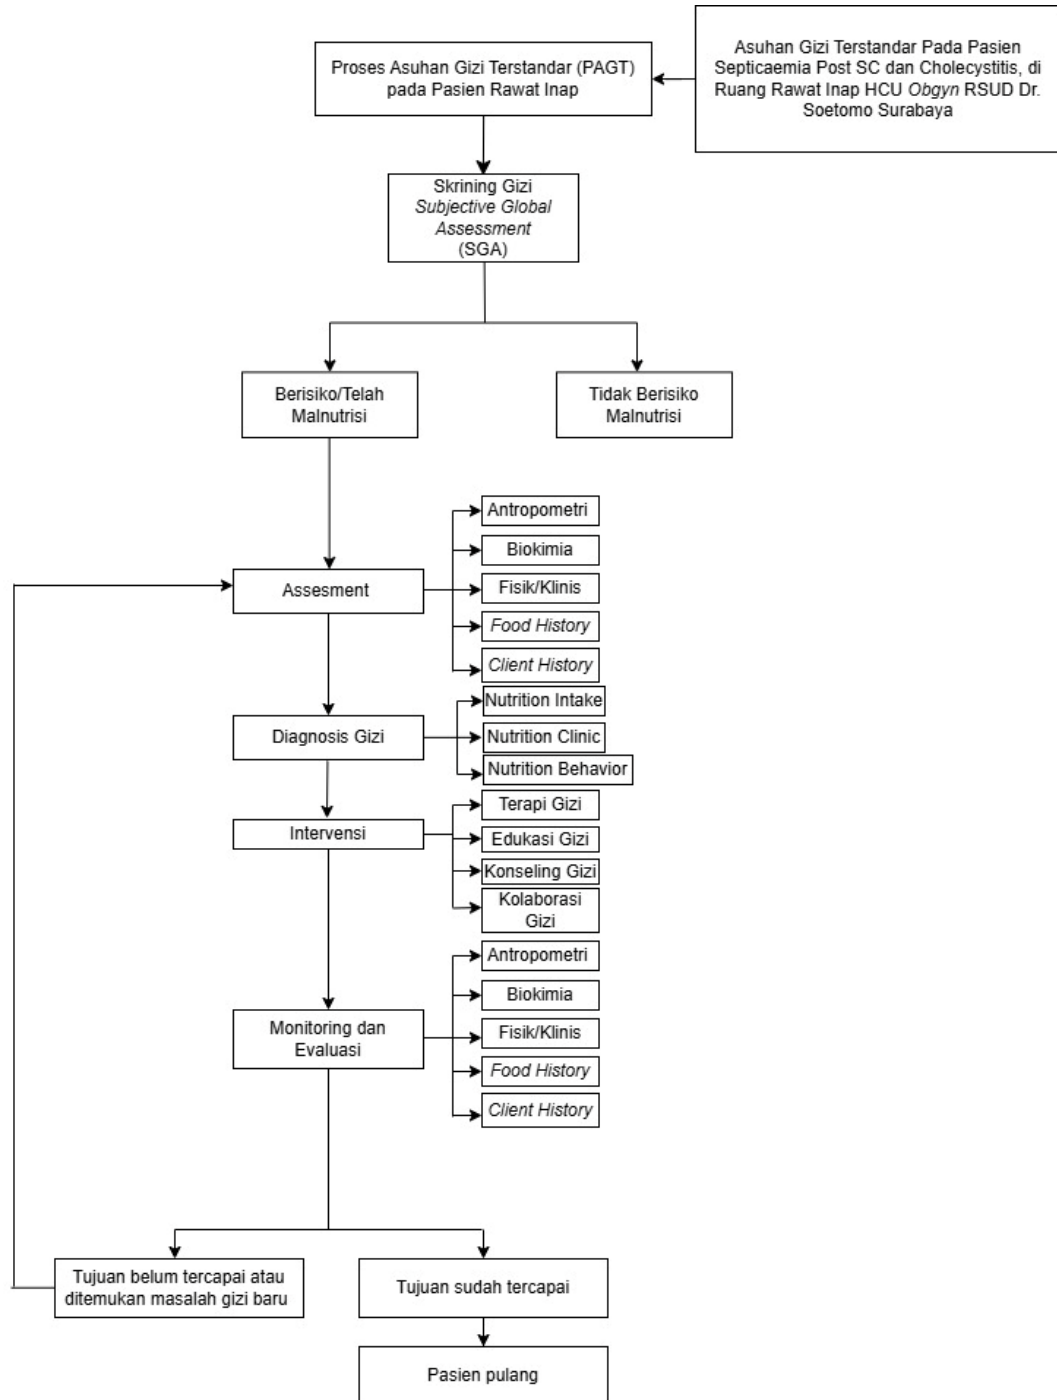 Proses Asuhan Gizi Terstandar (PAGT)
pada Pasien Rawat Inap
Asuhan Gizi Terstandar Pada Pasien
Septicaemia Post SC dan Cholecystitis, di
Ruang Rawat Inap HCU Obgyn RSUD Dr.
Soetomo Surabaya
Skrining Gizi
Subjective Global
Assessment
(SGA)
Berisiko/Telah
Malnutrisi
Tidak Berisiko
Malnutrisi
Assesment
Antropometri
Biokimia
Fisik/Klinis
Food History
Client History
Diagnosis Gizi
Nutrition Intake
Nutrition Clinic
Nutrition Behavior
Intervensi
Terapi Gizi
Edukasi Gizi
Konseling Gizi
Kolaborasi
Gizi
Monitoring dan
Evaluasi
Antropometri
Biokimia
Fisik/Klinis
Food History
Client History
Tujuan belum tercapai atau
ditemukan masalah gizi baru
Tujuan sudah tercapai
Pasien pulang